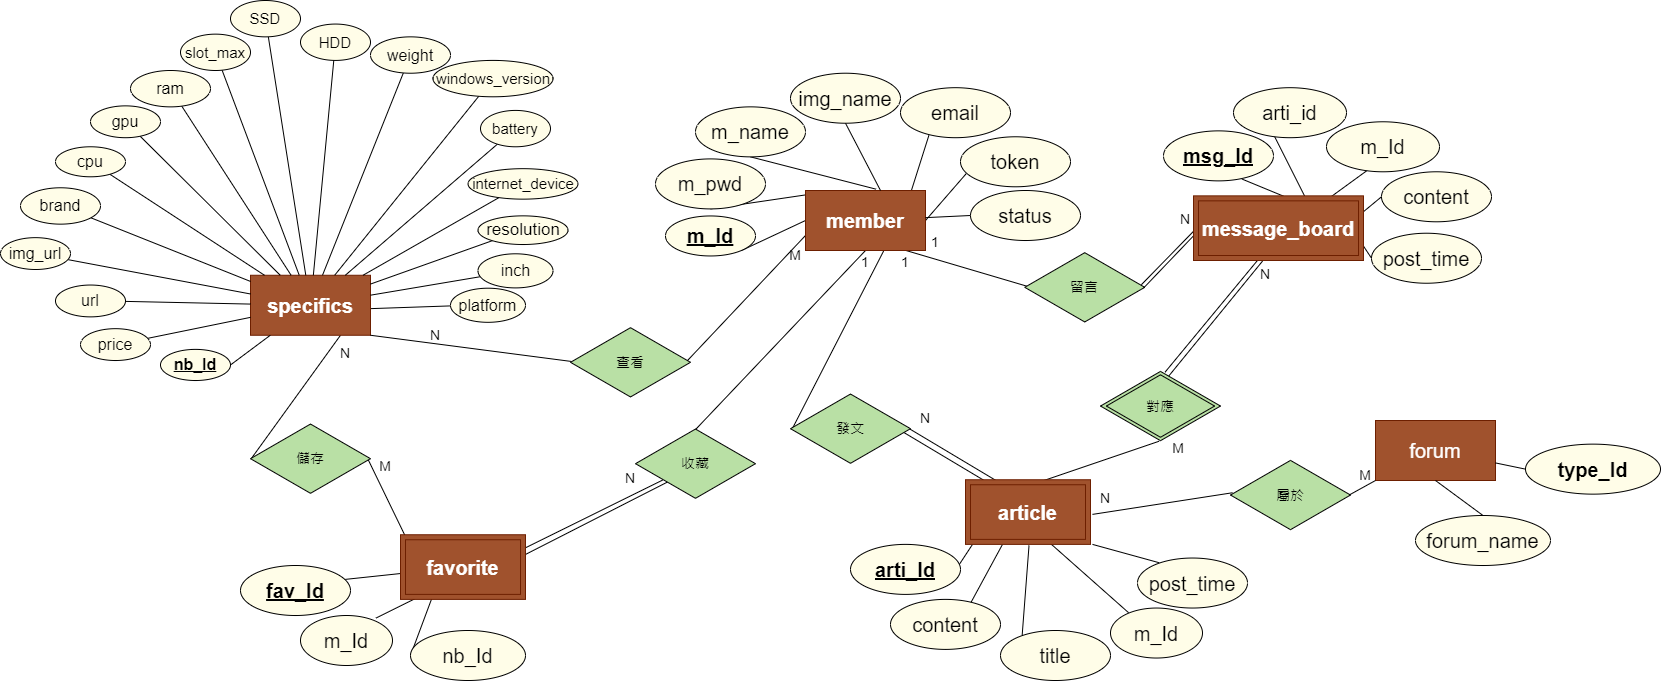 SSD
HDD
slot_max
weight
windows_version
ram
gpu
battery
cpu
internet_device
brand
resolution
img_url
inch
url
specifics
platform
price
nb_Id
N
N
查看
M
儲存
M
favorite
fav_Id
m_Id
nb_Id
收藏
N
1
img_name
email
m_name
token
m_pwd
status
member
m_Id
1
1
發文
N
留言
N
arti_id
m_Id
msg_Id
content
message_board
post_time
N
對應
M
article
N
屬於
M
forum
type_Id
forum_name
arti_Id
post_time
content
m_Id
title